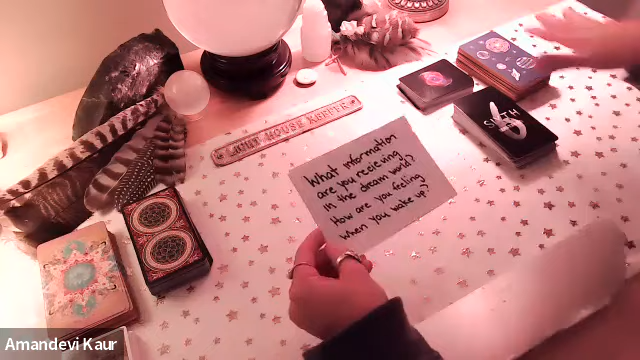 LIGHT HOUSE KEEPER
What information
are you recieving
in the dream world?
How are you feeling
when you wake up?
Amandevi Kaur